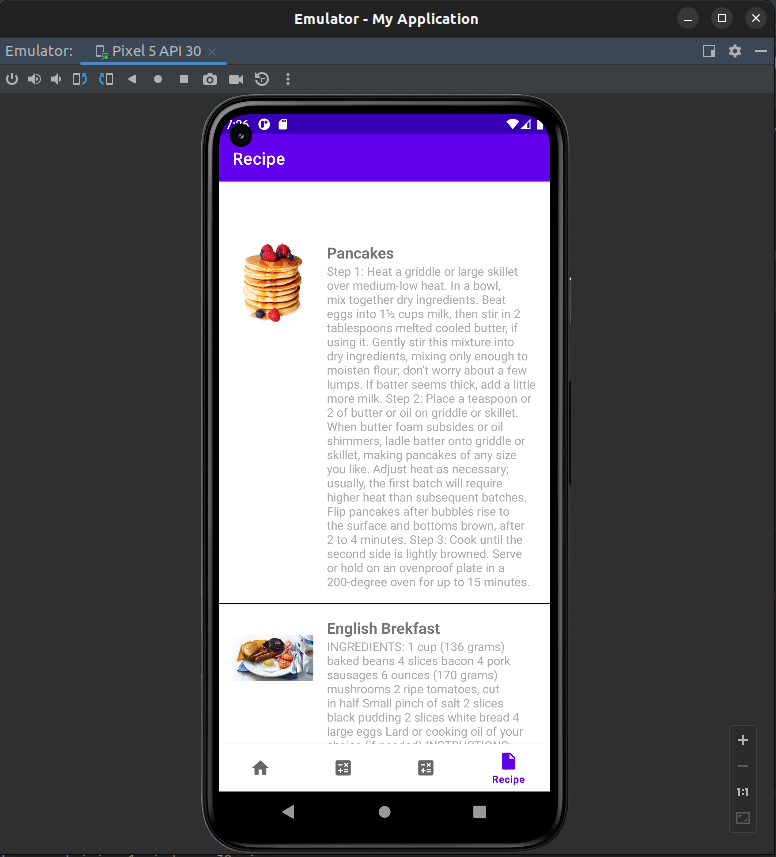 Emulator - My Application
Emulator:
Pixel 5 API 30
Recipe
Pancakes
Step 1: Heat a griddle or large skillet
over medium-low heat. In a bowl,
mix together dry ingredients. Beat
eggs into 1½ cups milk, then stir in 2
tablespoons melted cooled butter, if
using it. Gently stir this mixture into
dry ingredients, mixing only enough to
moisten flour; don't worry about a few
lumps. If batter seems thick, add a little
more milk. Step 2: Place a teaspoon or
2 of butter or oil on griddle or skillet.
When butter foam subsides or oil
shimmers, ladle batter onto griddle or
skillet, making pancakes of any size
you like. Adjust heat as necessary;
usually, the first batch will require
higher heat than subsequent batches.
Flip pancakes after bubbles rise to
the surface and bottoms brown, after
2 to 4 minutes. Step 3: Cook until the
second side is lightly browned. Serve
or hold on an ovenproof plate in a
200-degree oven for up to 15 minutes.
English Brekfast
INGREDIENTS: 1 cup (136 grams)
baked beans 4 slices bacon 4 pork
sausages 6 ounces (170 grams)
mushrooms 2 ripe tomatoes, cut
in half Small pinch of salt 2 slices
black pudding 2 slices white bread 4
large eggs Lard or cooking oil of your
choice (if needed) INSTRUCTIONS:
Recipe
1:1